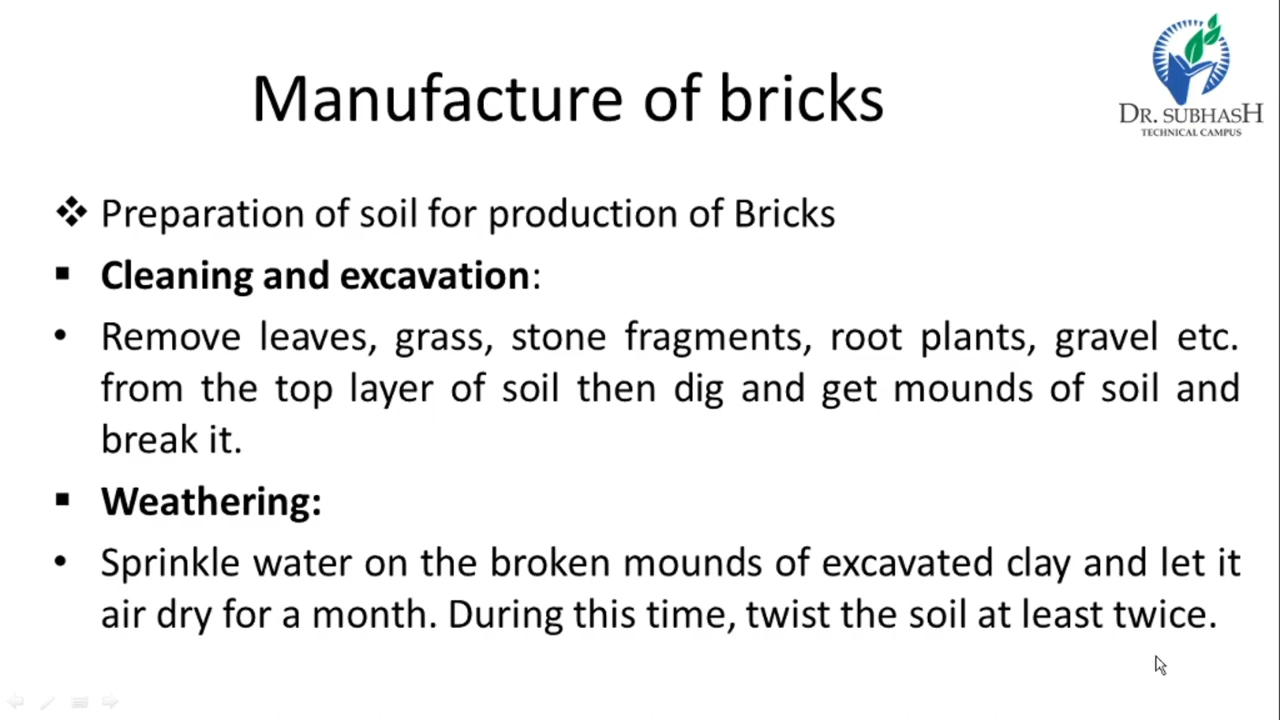 DR. SUBHASH
TECHNICAL CAMPUS
Manufacture of bricks
❖ Preparation of soil for production of Bricks
▪ Cleaning and excavation:
• Remove leaves, grass, stone fragments, root plants, gravel etc.
from the top layer of soil then dig and get mounds of soil and
break it.
▪ Weathering:
• Sprinkle water on the broken mounds of excavated clay and let it
air dry for a month. During this time, twist the soil at least twice.